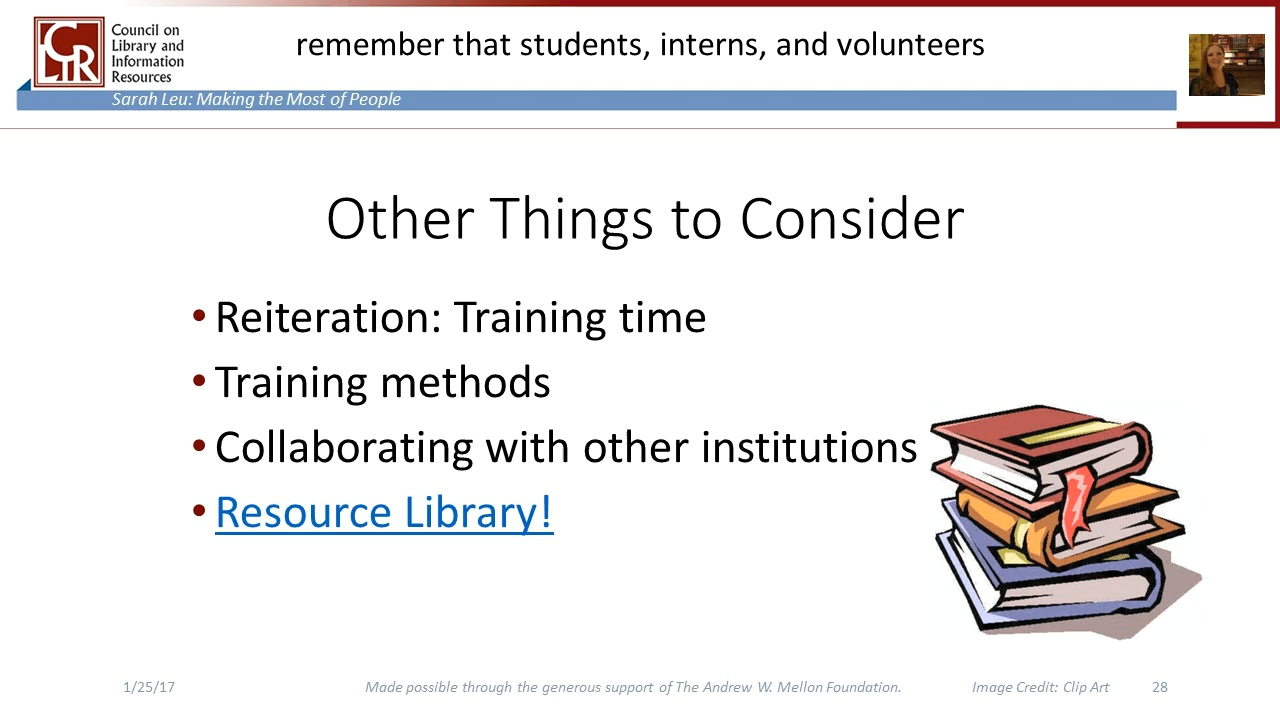 CLIR
Council on
Library and
Information
Resources
remember that students, interns, and volunteers
Sarah Leu: Making the Most of People
Other Things to Consider
• Reiteration: Training time
• Training methods
• Collaborating with other institutions
• Resource Library!
1/25/17
Made possible through the generous support of The Andrew W. Mellon Foundation.
Image Credit: Clip Art
28